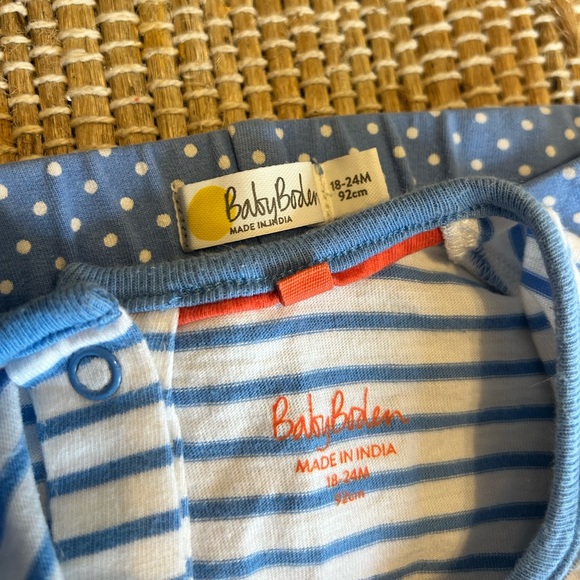 BabyBoden
MADE IN INDIA
18-24M
92cm
BabyBoden
MADE IN INDIA
18-24M
92cm